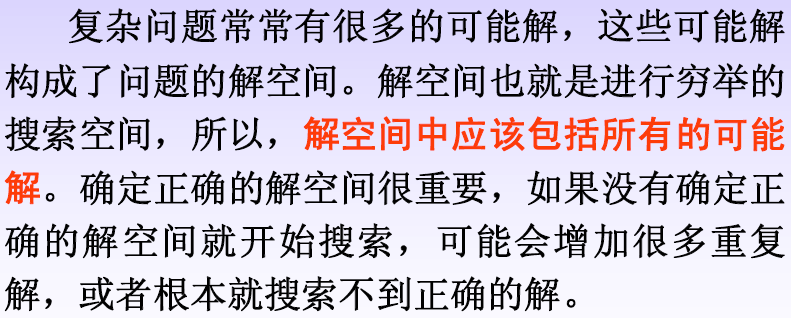 复杂问题常常有很多的可能解，这些可能解
构成了问题的解空间。解空间也就是进行穷举的
搜索空间，所以，解空间中应该包括所有的可能
解。确定正确的解空间很重要，如果没有确定正
确的解空间就开始搜索，可能会增加很多重复
解，或者根本就搜索不到正确的解。